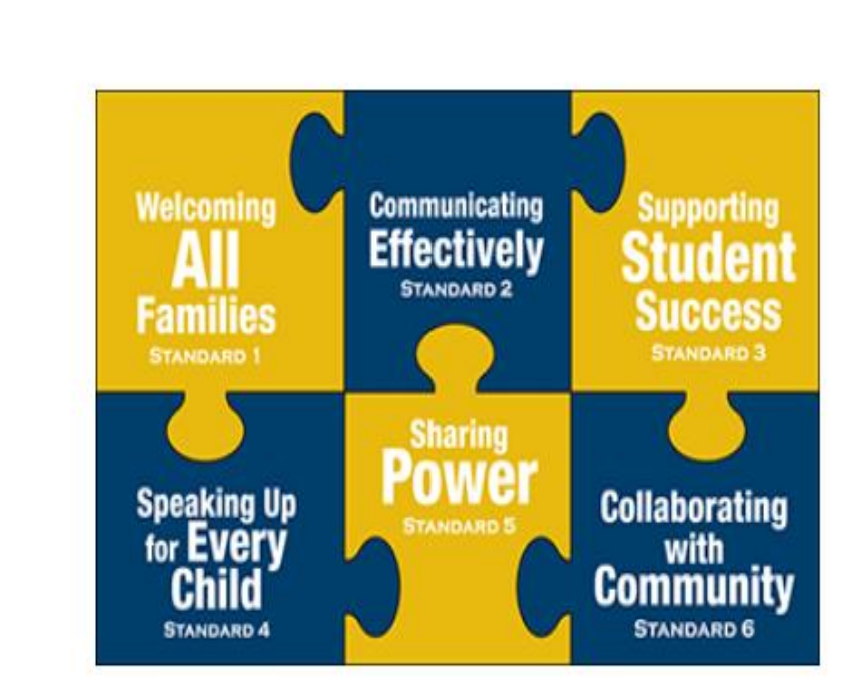 Welcoming
All
Families
STANDARD 1
Communicating
Effectively
STANDARD 2
Supporting
Student
Success
STANDARD 3
Speaking Up
for Every
Child
STANDARD 4
Sharing
Power
STANDARD 5
Collaborating
with
Community
STANDARD 6